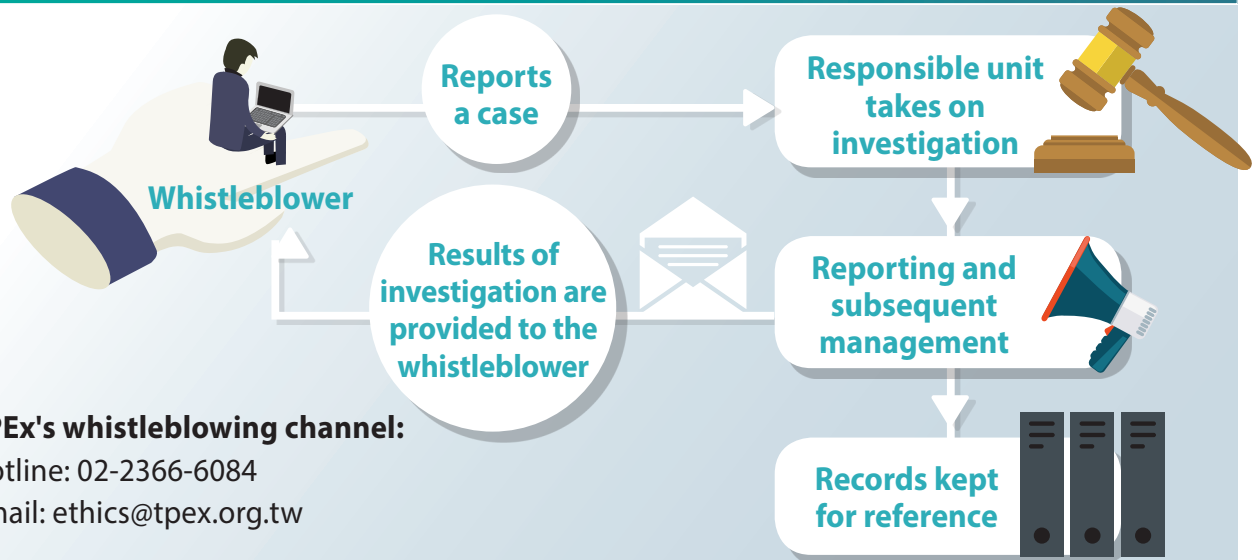 Reports
a case
Responsible unit
takes on
investigation
Whistleblower
Results of
investigation are
provided to the
whistleblower
Reporting and
subsequent
management
PEx's whistleblowing channel:
otline: 02-2366-6084
mail: ethics@tpex.org.tw
Records kept
for reference